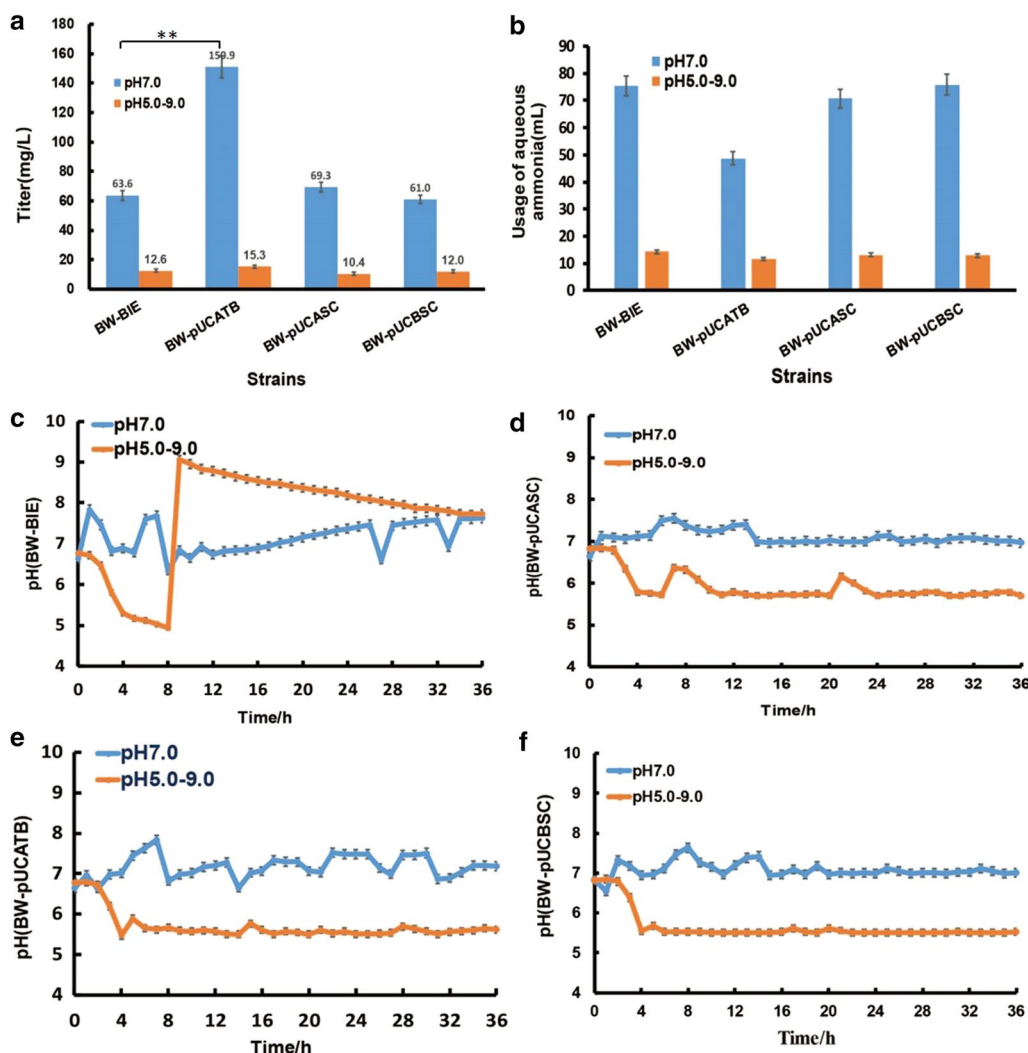 a
**
Titer(mg/L)
180
160
140
120
100
80
60
40
20
0
pH7.0
pH5.0-9.0
63.6
12.6
15.3
69.3
10.4
61.0
12.0
BW-BIE
BW-pUCATB
BW-pUCASC
BW-pUCBSC
Strains
b
Usage of aqueous
ammonia(mL)
90
80
70
60
50
40
30
20
10
0
pH7.0
pH5.0-9.0
BW-BIE
BW-pUCATB
BW-pUCASC
BW-pUCBSC
Strains
c
pH(BW-BIE)
10
9
8
7
6
5
4
pH7.0
pH5.0-9.0
0 4 8 12 16 20 24 28 32 36
Time/h
d
pH(BW-pUCASC)
10
9
8
7
6
5
4
pH7.0
pH5.0-9.0
0 4 8 12 16 20 24 28 32 36
Time/h
e
pH(BW-pUCATB)
10
9
8
7
6
5
4
pH7.0
pH5.0-9.0
0 4 8 12 16 20 24 28 32 36
Time/h
f
pH(BW-pUCBSC)
10
9
8
7
6
5
4
pH7.0
pH5.0-9.0
0 4 8 12 16 20 24 28 32 36
Time/h